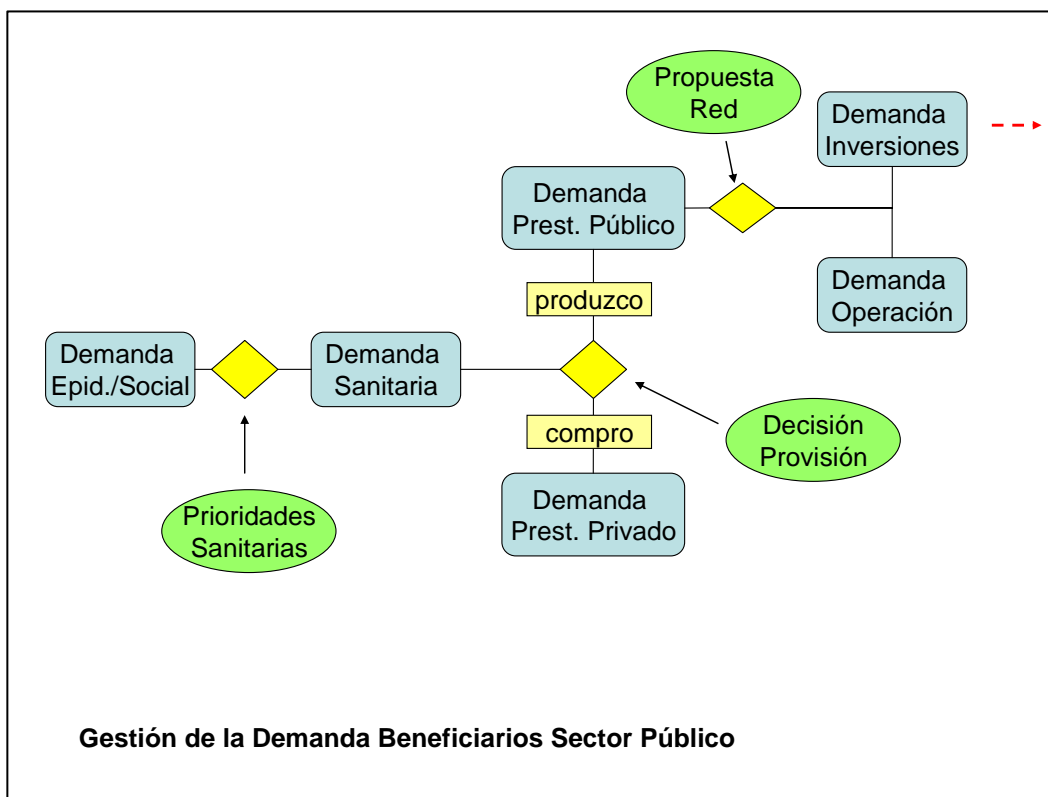 Propuesta
Red
Demanda
Inversiones
Demanda
Prest. Público
Demanda
Operación
produzco
Demanda
Epid./Social
Demanda
Sanitaria
compro
Decisión
Provisión
Prioridades
Sanitarias
Demanda
Prest. Privado
Gestión de la Demanda Beneficiarios Sector Público